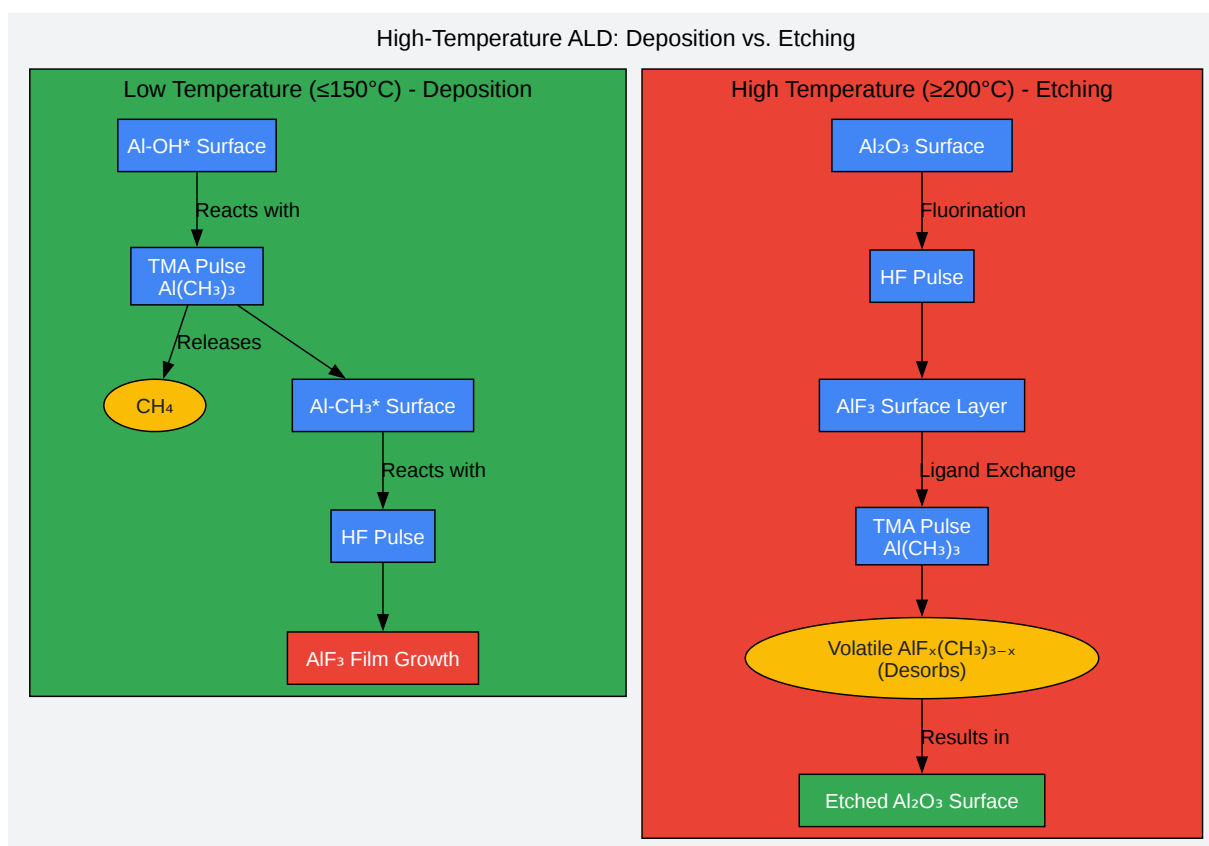 High-Temperature ALD: Deposition vs. Etching
Low Temperature (≤150°C) - Deposition
Al-OH* Surface
Reacts with
TMA Pulse
Al(CH₃)₃
Releases
CH₄
Al-CH₃* Surface
Reacts with
HF Pulse
AlF₃ Film Growth
High Temperature (≥200°C) - Etching
Al₂O₃ Surface
Fluorination
HF Pulse
AlF₃ Surface Layer
Ligand Exchange
TMA Pulse
Al(CH₃)₃
Volatile AlFₓ(CH₃)₃₋ₓ
(Desorbs)
Results in
Etched Al₂O₃ Surface